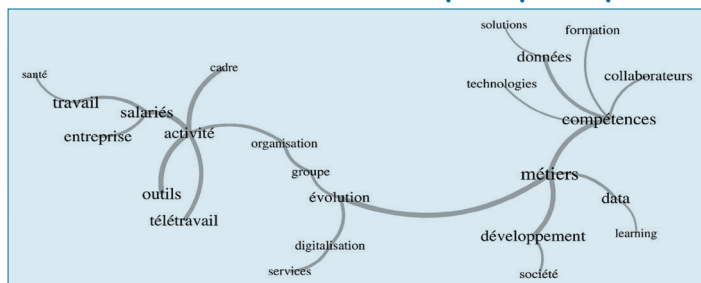 solutions
formation
données
cadre
technologies
collaborateurs
santé
travail
salariés
compétences
entreprise
activité
organisation
groupe
métiers
outils
évolution
data
télétravail
développement
learning
digitalisation
services
société